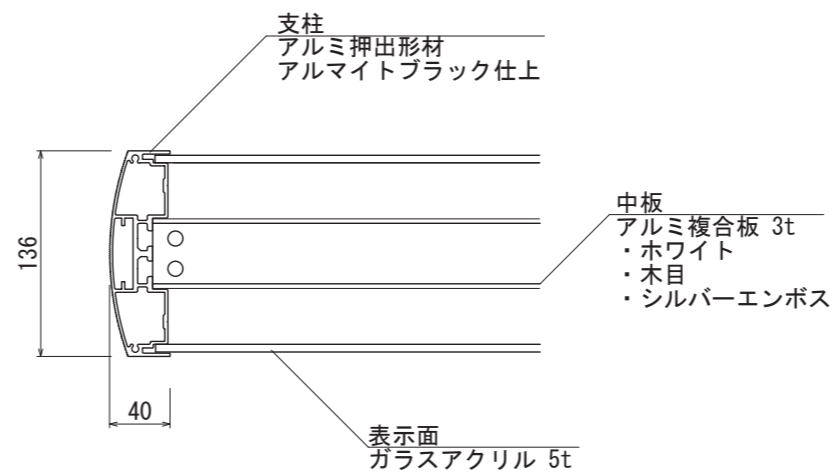 支柱
アルミ押出形材
アルマイトブラック仕上
136
40
中板
アルミ複合板 3t
・ホワイト
・木目
・シルバーエンボス
表示面
ガラスアクリル 5t